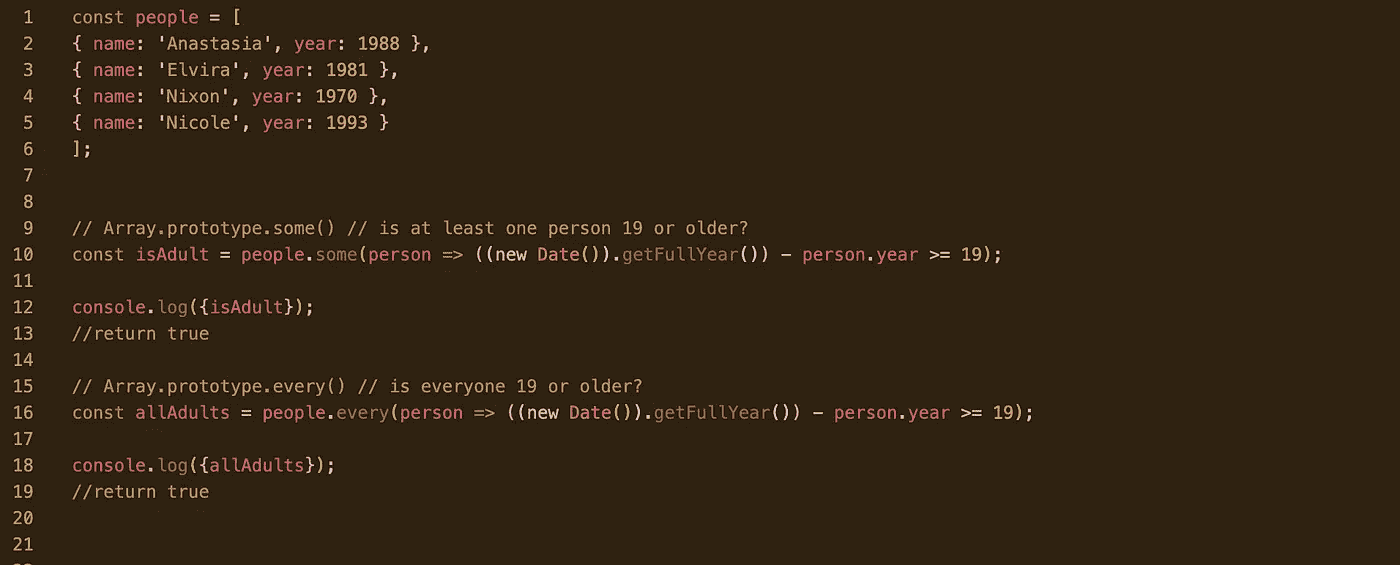 1 const people = [
2 { name: 'Anastasia', year: 1988 },
3 { name: 'Elvira', year: 1981 },
4 { name: 'Nixon', year: 1970 },
5 { name: 'Nicole', year: 1993 }
6 ];
7
8
9 // Array.prototype.some() // is at least one person 19 or older?
10 const isAdult = people.some(person => ((new Date()).getFullYear()) - person.year >= 19);
11
12 console.log({isAdult});
13 //return true
14
15 // Array.prototype.every() // is everyone 19 or older?
16 const allAdults = people.every(person => ((new Date()).getFullYear()) - person.year >= 19);
17
18 console.log({allAdults});
19 //return true
20
21